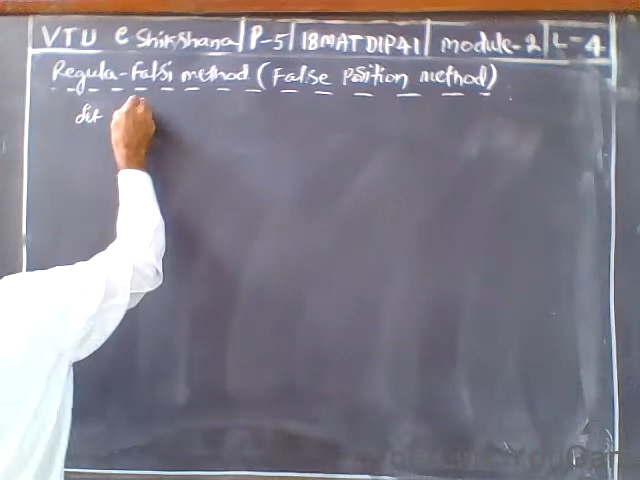 VTU e Shikshana | P-5 | 18MATDIP41 | module-2 | L-4
Regula-Falsi method (False Position method)
Let